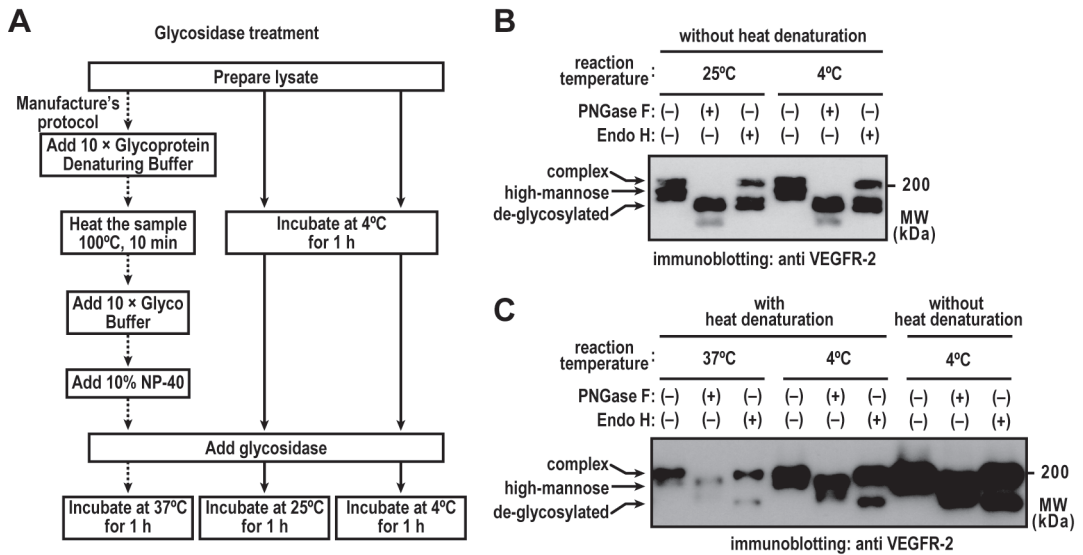 A
Glycosidase treatment
Prepare lysate
Manufacture's
protocol
Add 10 × Glycoprotein
Denaturing Buffer
Heat the sample
100ºC, 10 min
Incubate at 4ºC
for 1 h
Add 10 × Glyco
Buffer
Add 10% NP-40
Add glycosidase
Incubate at 37ºC
for 1 h
Incubate at 25ºC
for 1 h
Incubate at 4ºC
for 1 h
B
without heat denaturation
reaction
temperature :
25ºC
4ºC
PNGase F: (–) (+) (–) (–) (+) (–)
Endo H: (–) (–) (+) (–) (–) (+)
complex
high-mannose
de-glycosylated
200
MW
(kDa)
immunoblotting: anti VEGFR-2
C
with
heat denaturation
without
heat denaturation
reaction
temperature :
37ºC
4ºC
4ºC
PNGase F: (–) (+) (–) (–) (+) (–) (–) (+) (–)
Endo H: (–) (–) (+) (–) (–) (+) (–) (–) (+)
complex
high-mannose
de-glycosylated
200
MW
(kDa)
immunoblotting: anti VEGFR-2